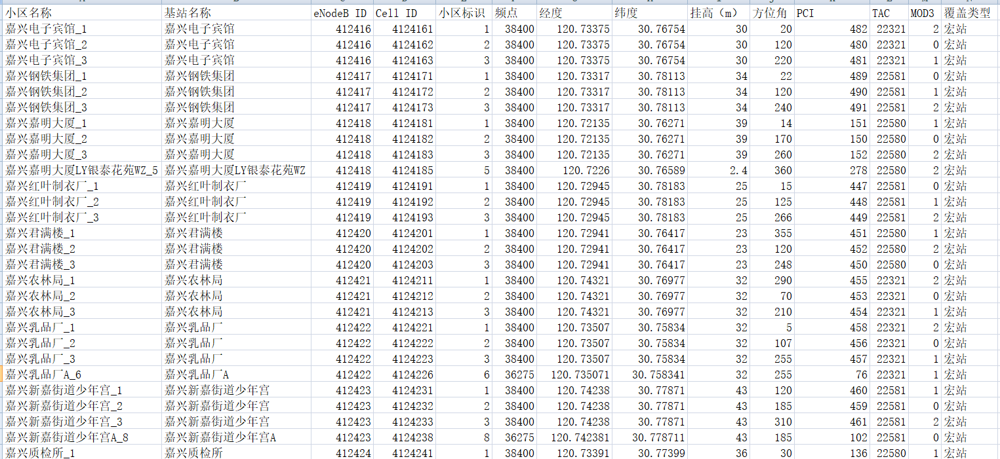 小区名称 基站名称 eNodeB ID Cell ID 小区标识 频点 经度 纬度 挂高（m） 方位角 PCI TAC MOD3 覆盖类型
嘉兴电子宾馆_1 嘉兴电子宾馆 412416 4124161 1 38400 120.73375 30.76754 30 20 482 22321 2 宏站
嘉兴电子宾馆_2 嘉兴电子宾馆 412416 4124162 2 38400 120.73375 30.76754 30 120 480 22321 0 宏站
嘉兴电子宾馆_3 嘉兴电子宾馆 412416 4124163 3 38400 120.73375 30.76754 30 220 481 22321 1 宏站
嘉兴钢铁集团_1 嘉兴钢铁集团 412417 4124171 1 38400 120.73317 30.78113 34 22 489 22581 0 宏站
嘉兴钢铁集团_2 嘉兴钢铁集团 412417 4124172 2 38400 120.73317 30.78113 34 120 490 22581 1 宏站
嘉兴钢铁集团_3 嘉兴钢铁集团 412417 4124173 3 38400 120.73317 30.78113 34 240 491 22581 2 宏站
嘉兴嘉明大厦_1 嘉兴嘉明大厦 412418 4124181 1 38400 120.72135 30.76271 39 14 151 22580 1 宏站
嘉兴嘉明大厦_2 嘉兴嘉明大厦 412418 4124182 2 38400 120.72135 30.76271 39 170 150 22580 0 宏站
嘉兴嘉明大厦_3 嘉兴嘉明大厦 412418 4124183 3 38400 120.72135 30.76271 39 260 152 22580 2 宏站
嘉兴嘉明大厦LY银泰花苑WZ_5 嘉兴嘉明大厦LY银泰花苑WZ 412418 4124185 5 38400 120.7226 30.76589 2.4 360 278 22580 2 宏站
嘉兴红叶制衣厂_1 嘉兴红叶制衣厂 412419 4124191 1 38400 120.72945 30.78183 25 15 447 22581 0 宏站
嘉兴红叶制衣厂_2 嘉兴红叶制衣厂 412419 4124192 2 38400 120.72945 30.78183 25 125 448 22581 1 宏站
嘉兴红叶制衣厂_3 嘉兴红叶制衣厂 412419 4124193 3 38400 120.72945 30.78183 25 266 449 22581 2 宏站
嘉兴君满楼_1 嘉兴君满楼 412420 4124201 1 38400 120.72941 30.76417 23 355 451 22580 1 宏站
嘉兴君满楼_2 嘉兴君满楼 412420 4124202 2 38400 120.72941 30.76417 23 120 452 22580 2 宏站
嘉兴君满楼_3 嘉兴君满楼 412420 4124203 3 38400 120.72941 30.76417 23 248 450 22580 0 宏站
嘉兴农林局_1 嘉兴农林局 412421 4124211 1 38400 120.74321 30.76977 32 290 455 22321 2 宏站
嘉兴农林局_2 嘉兴农林局 412421 4124212 2 38400 120.74321 30.76977 32 70 453 22321 0 宏站
嘉兴农林局_3 嘉兴农林局 412421 4124213 3 38400 120.74321 30.76977 32 210 454 22321 1 宏站
嘉兴乳品厂_1 嘉兴乳品厂 412422 4124221 1 38400 120.73507 30.75834 32 5 458 22321 2 宏站
嘉兴乳品厂_2 嘉兴乳品厂 412422 4124222 2 38400 120.73507 30.75834 32 107 456 22321 0 宏站
嘉兴乳品厂_3 嘉兴乳品厂 412422 4124223 3 38400 120.73507 30.75834 32 255 457 22321 1 宏站
嘉兴乳品厂A_6 嘉兴乳品厂A 412422 4124226 6 36275 120.735071 30.758341 32 255 76 22321 1 宏站
嘉兴新嘉街道少年宫_1 嘉兴新嘉街道少年宫 412423 4124231 1 38400 120.74238 30.77871 43 120 460 22581 1 宏站
嘉兴新嘉街道少年宫_2 嘉兴新嘉街道少年宫 412423 4124232 2 38400 120.74238 30.77871 43 185 459 22581 0 宏站
嘉兴新嘉街道少年宫_3 嘉兴新嘉街道少年宫 412423 4124233 3 38400 120.74238 30.77871 43 310 461 22581 2 宏站
嘉兴新嘉街道少年宫A_8 嘉兴新嘉街道少年宫A 412423 4124238 8 36275 120.742381 30.778711 43 185 102 22581 0 宏站
嘉兴质检所_1 嘉兴质检所 412424 4124241 1 38400 120.73391 30.77399 36 30 136 22580 1 宏站